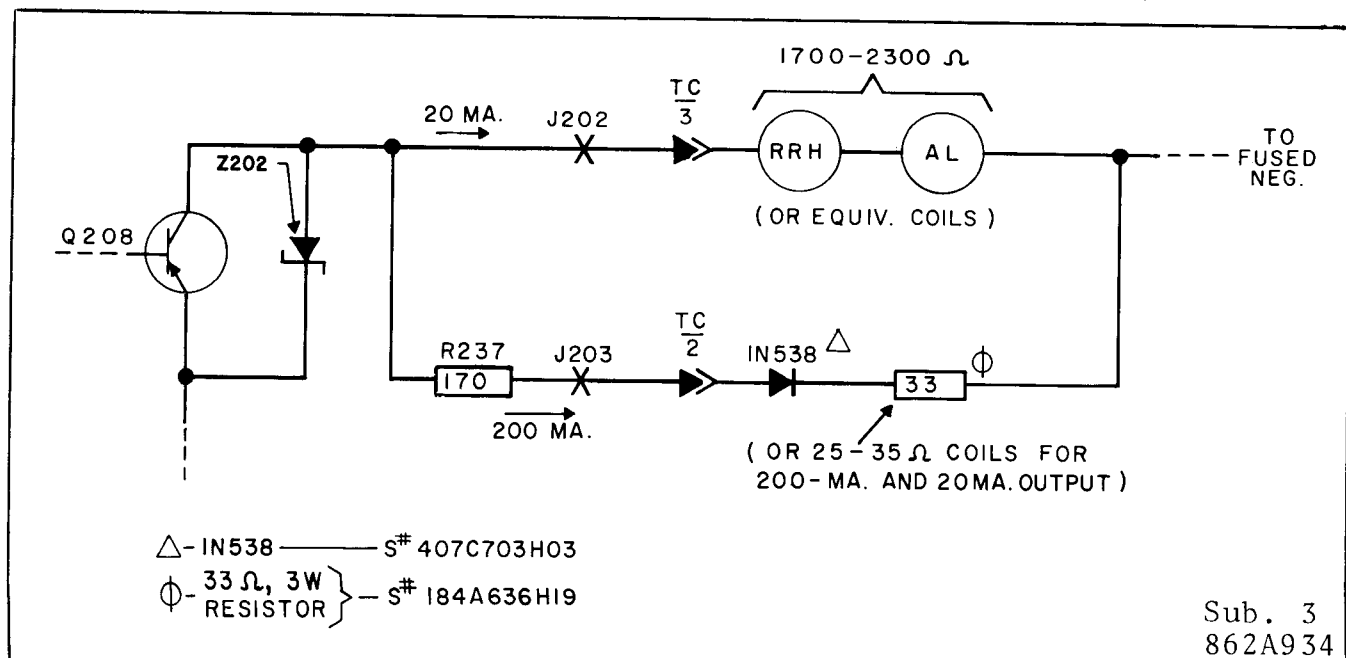 1700-2300 Ω
TC
3
20 MA.
J202
RRH
AL
TO
FUSED
NEG.
Z202
(OR EQUIV. COILS)
Q208
TC
2
R237
J203
IN538 △
170
33
ϕ
200 MA.
(OR 25-35 Ω COILS FOR
200-MA. AND 20MA. OUTPUT)
△-IN538 — S# 407C703H03
ϕ- 33 Ω, 3W
RESISTOR } — S# 184A636H19
Sub. 3
862A934